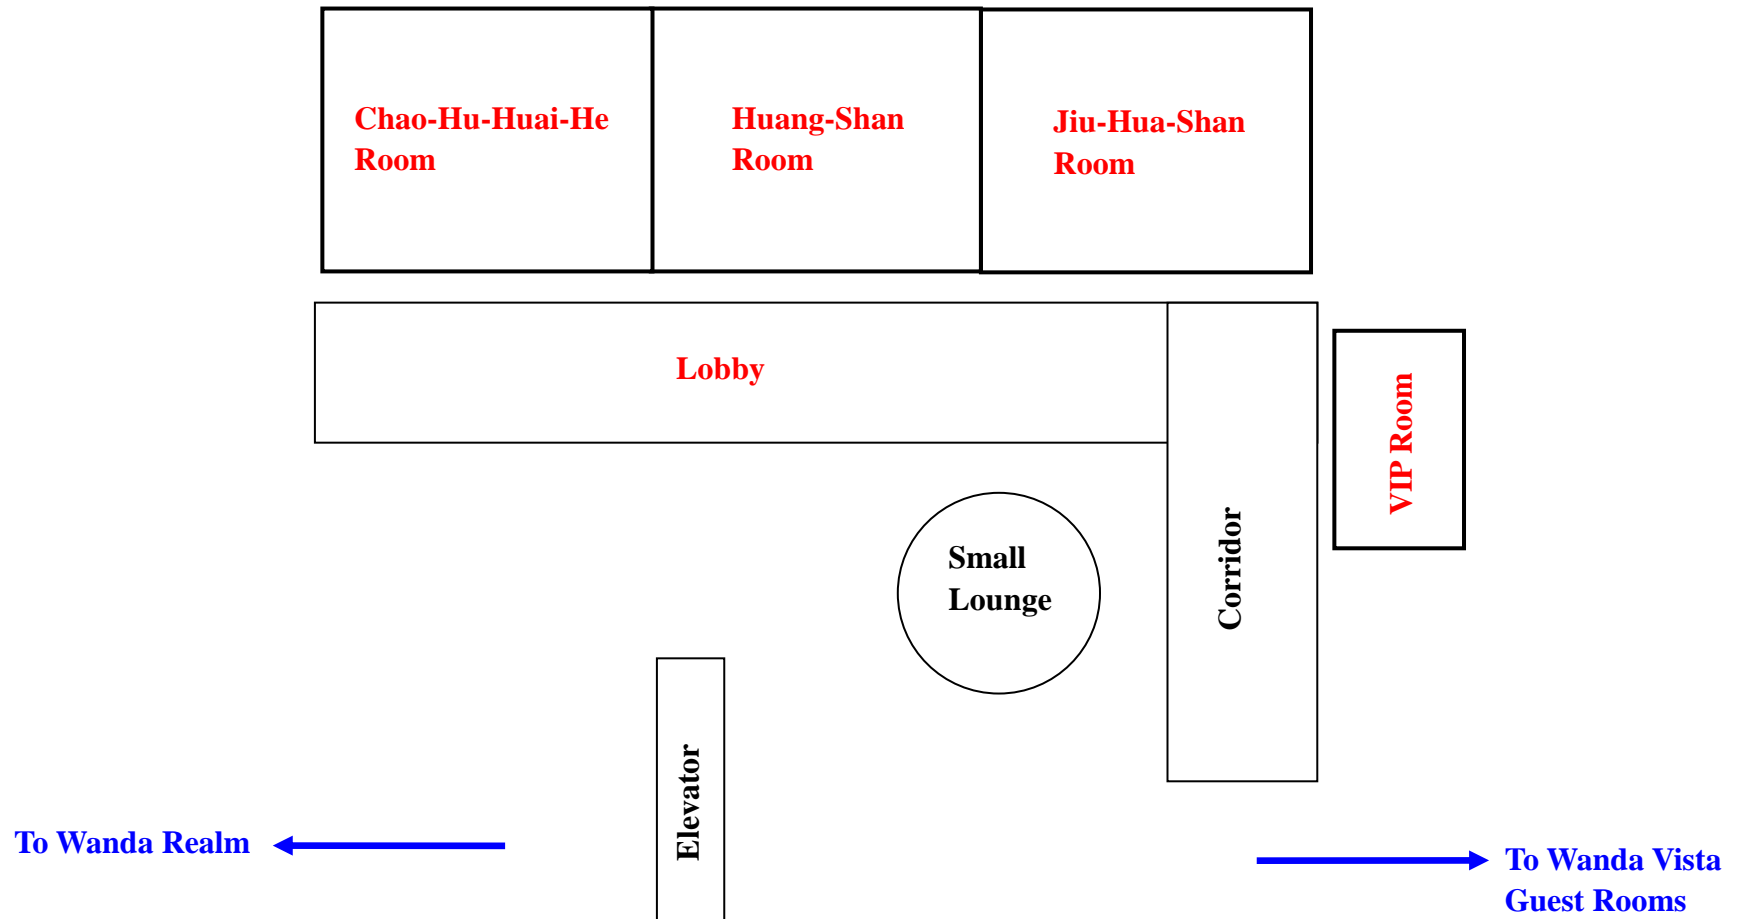 Chao-Hu-Huai-He
Room
Huang-Shan
Room
Jiu-Hua-Shan
Room
Lobby
VIP Room
Small
Lounge
Corridor
Elevator
To Wanda Realm
To Wanda Vista
Guest Rooms